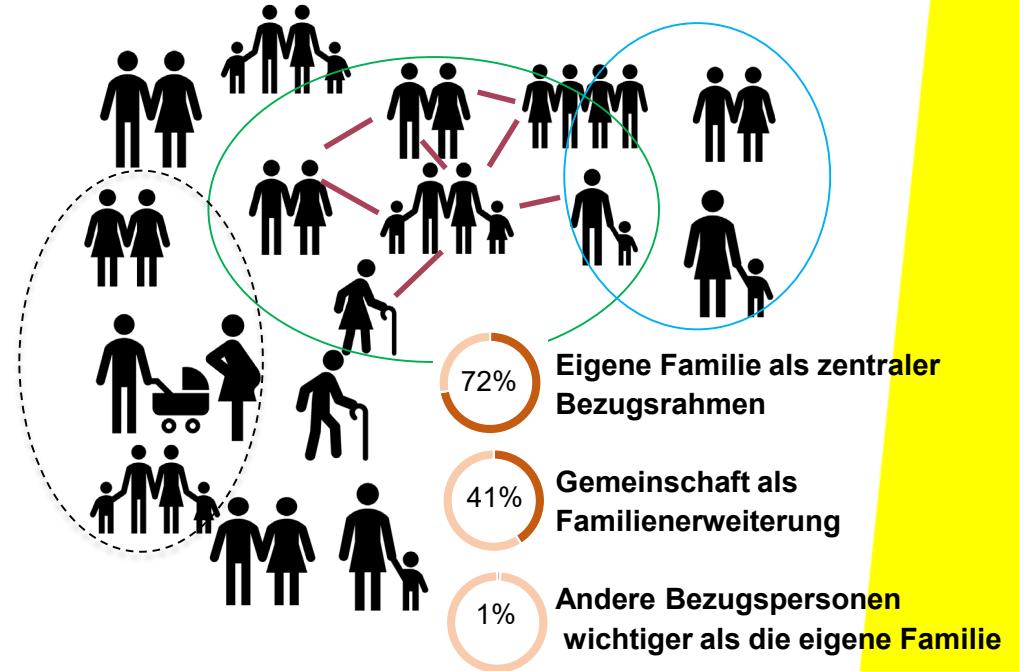 72%
Eigene Familie als zentraler
Bezugsrahmen
41%
Gemeinschaft als
Familienerweiterung
1%
Andere Bezugspersonen
wichtiger als die eigene Familie